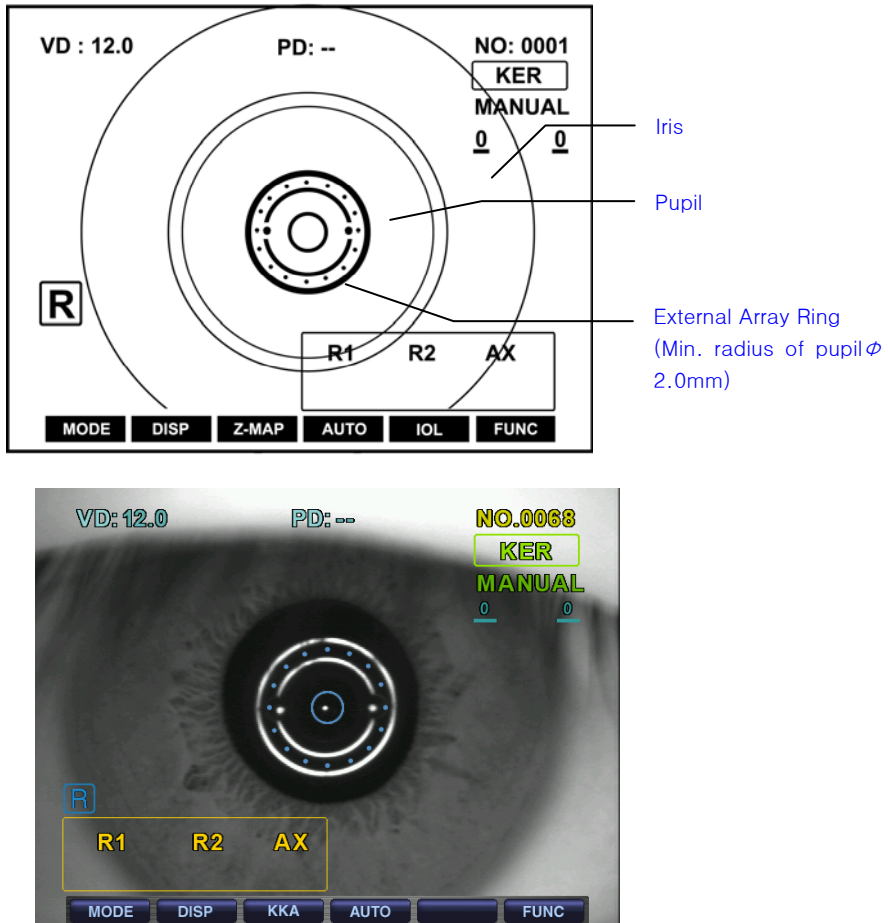 VD : 12.0 PD: -- NO: 0001
KER
MANUAL
0 0
Iris
Pupil
R
External Array Ring
(Min. radius of pupilΦ
2.0mm)
R1 R2 AX
MODE DISP Z-MAP AUTO IOL FUNC
VD: 12.0 PD: -- NO.0068
KER
MANUAL
0 0
R
R1 R2 AX
MODE DISP KKA AUTO FUNC